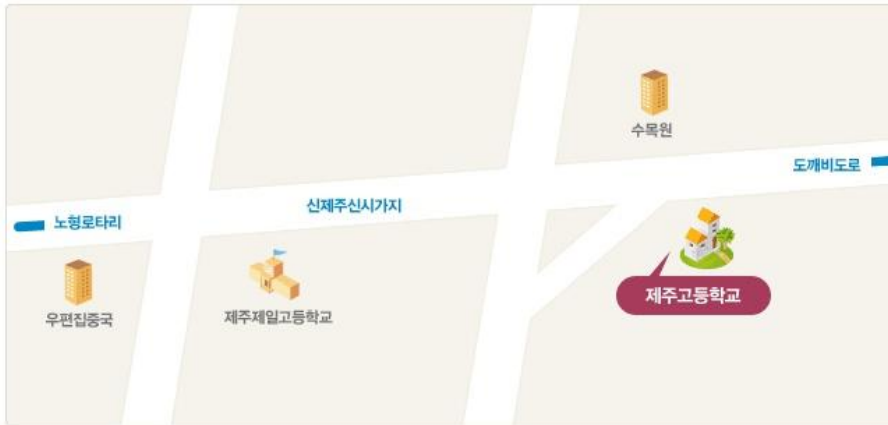 수목원
도깨비도로
신제주신시가지
노형로타리
제주고등학교
제주제일고등학교
우편집중국